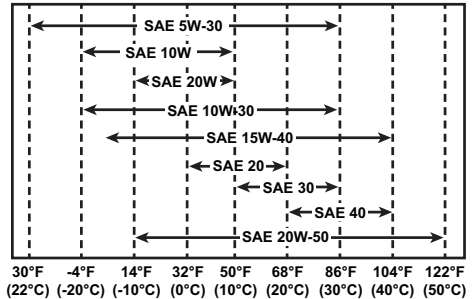 SAE 5W-30
SAE 10W
SAE 20W
SAE 10W-30
SAE 15W-40
SAE 20
SAE 30
SAE 40
SAE 20W-50
30°F -4°F 14°F 32°F 50°F 68°F 86°F 104°F 122°F
(22°C) (-20°C) (-10°C) (0°C) (10°C) (20°C) (30°C) (40°C) (50°C)